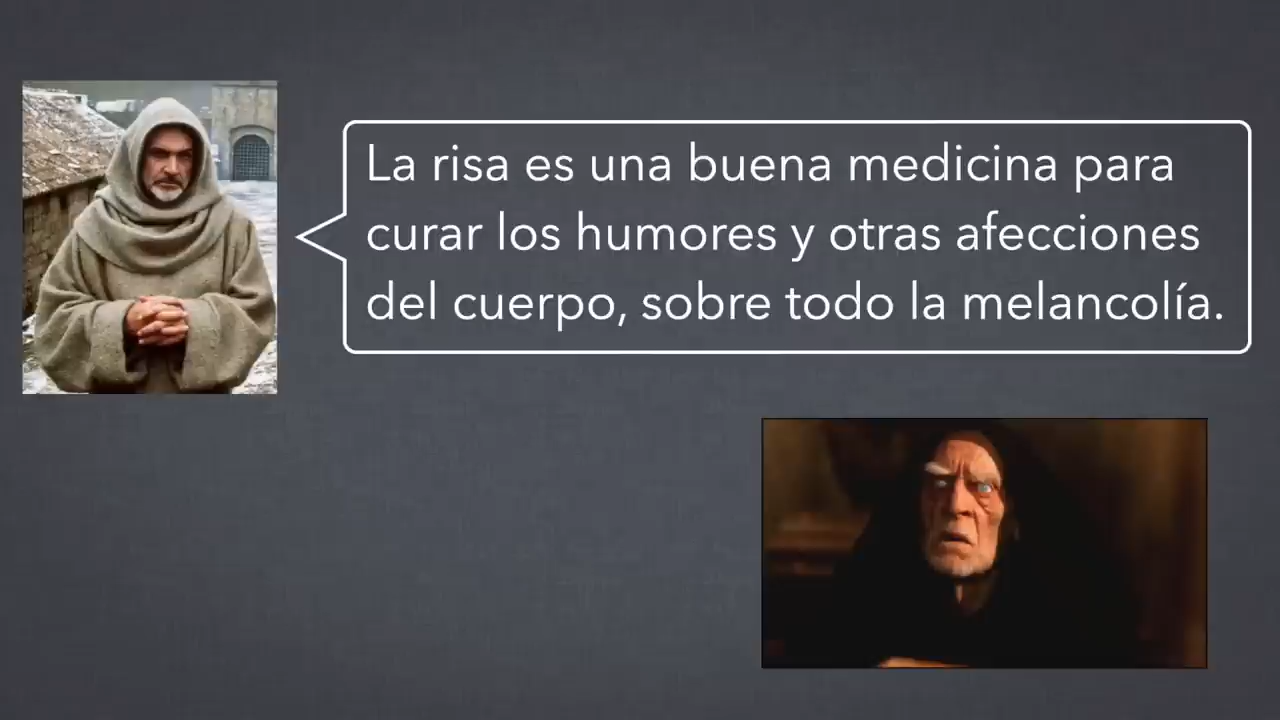 La risa es una buena medicina para
curar los humores y otras afecciones
del cuerpo, sobre todo la melancolía.